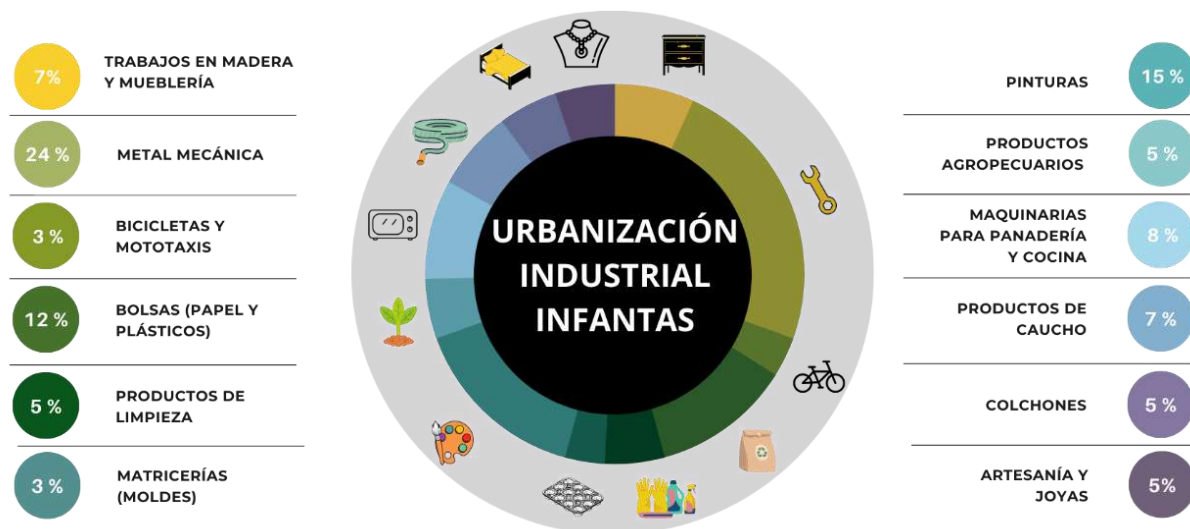 7%
TRABAJOS EN MADERA
Y MUEBLERÍA
24 %
METAL MECÁNICA
3 %
BICICLETAS Y
MOTOTAXIS
12 %
BOLSAS (PAPEL Y
PLÁSTICOS)
5 %
PRODUCTOS DE
LIMPIEZA
3 %
MATRICERÍAS
(MOLDES)
URBANIZACIÓN
INDUSTRIAL
INFANTAS
PINTURAS
15 %
PRODUCTOS
AGROPECUARIOS
5 %
MAQUINARIAS
PARA PANADERÍA
Y COCINA
8 %
PRODUCTOS DE
CAUCHO
7 %
COLCHONES
5 %
ARTESANÍA Y
JOYAS
5%